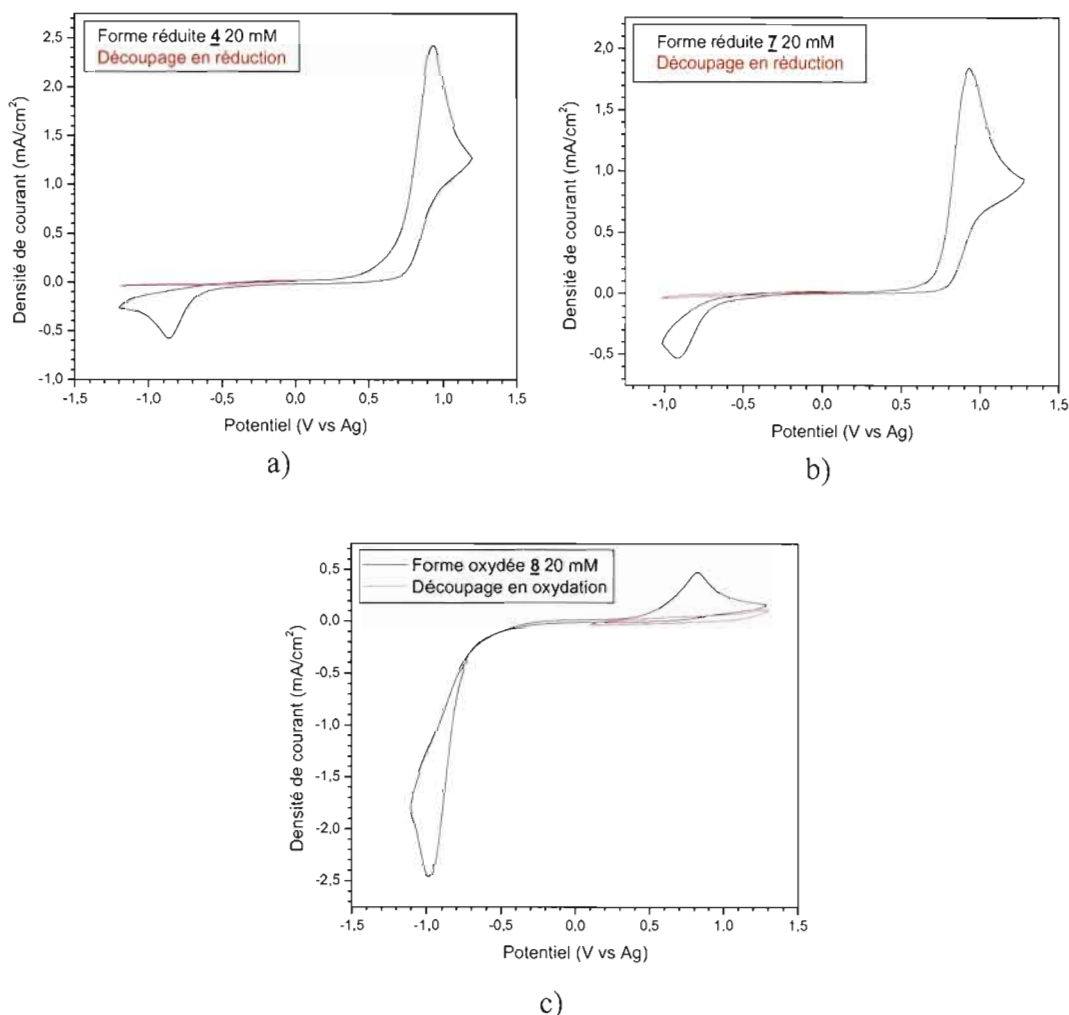 Forme réduite 4 20 mM
Découpage en réduction
Densité de courant (mA/cm²)
2,5
2,0
1,5
1,0
0,5
0,0
-0,5
-1,0
-1,5 -1,0 -0,5 0,0 0,5 1,0 1,5
Potentiel (V vs Ag)
a)
Forme réduite 7 20 mM
Découpage en réduction
Densité de courant (mA/cm²)
2,0
1,5
1,0
0,5
0,0
-0,5
-1,0 -0,5 0,0 0,5 1,0 1,5
Potentiel (V vs Ag)
b)
Forme oxydée 8 20 mM
Découpage en oxydation
Densité de courant (mA/cm²)
0,5
0,0
-0,5
-1,0
-1,5
-2,0
-2,5
-1,5 -1,0 -0,5 0,0 0,5 1,0 1,5
Potentiel (V vs Ag)
c)